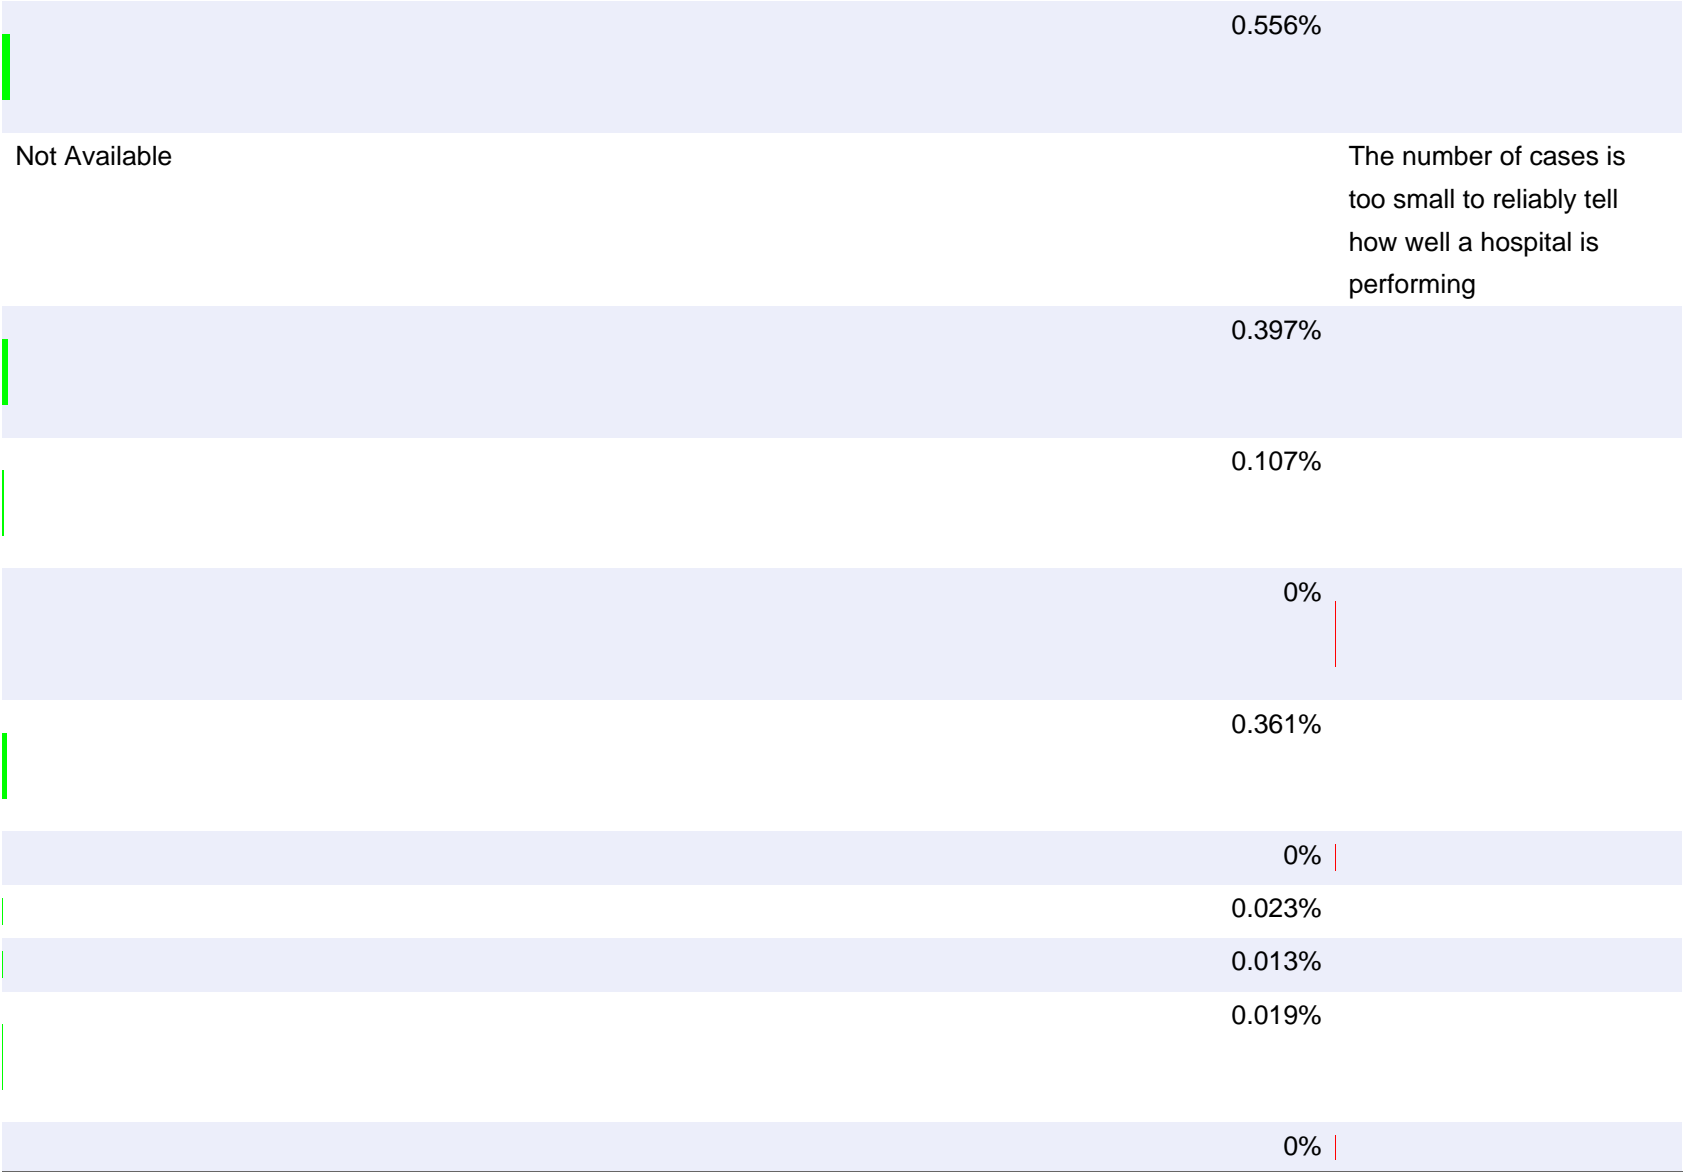 0.556%
Not Available
The number of cases is
too small to reliably tell
how well a hospital is
performing
0.397%
0.107%
0%
0.361%
0%
0.023%
0.013%
0.019%
0%